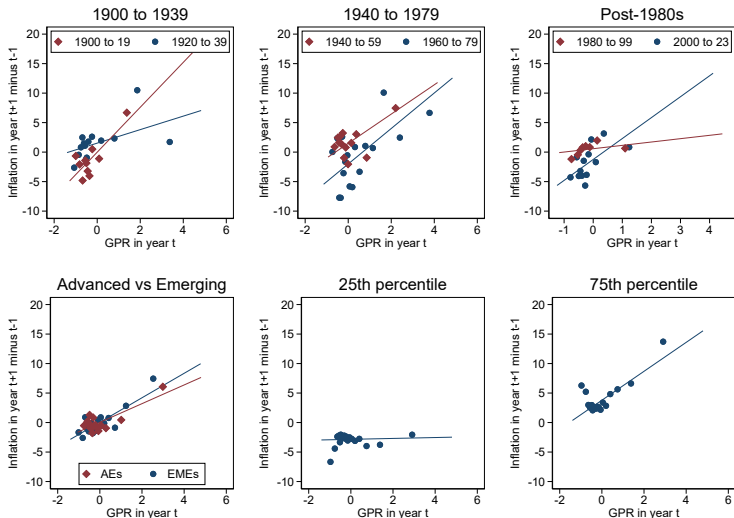 1900 to 1939
1940 to 1979
Post-1980s
1900 to 19 1920 to 39
1940 to 59 1960 to 79
1980 to 99 2000 to 23
Inflation in year t+1 minus t-1
20
15
10
5
0
-5
-10
-2 0 2 4 6
GPR in year t
Inflation in year t+1 minus t-1
20
15
10
5
0
-5
-10
-2 0 2 4 6
GPR in year t
Inflation in year t+1 minus t-1
20
15
10
5
0
-5
-10
-1 0 1 2 3 4
GPR in year t
Advanced vs Emerging
25th percentile
75th percentile
Inflation in year t+1 minus t-1
20
15
10
5
0
-5
-10
AEs EMEs
-2 0 2 4 6
GPR in year t
Inflation in year t+1 minus t-1
20
15
10
5
0
-5
-10
-2 0 2 4 6
GPR in year t
Inflation in year t+1 minus t-1
20
15
10
5
0
-5
-10
-2 0 2 4 6
GPR in year t